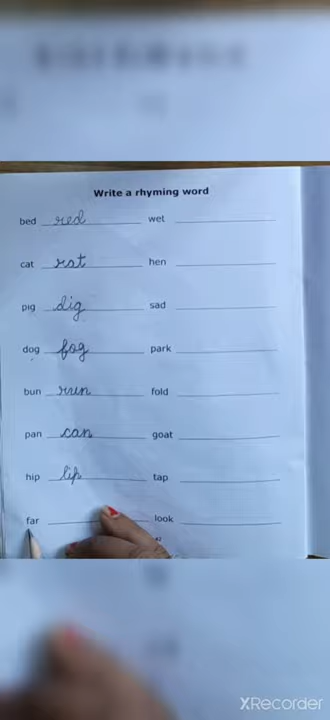 Write a rhyming word
bed red wet
cat rat hen
pig dig sad
dog fog park
bun run fold
pan can goat
hip lip tap
far look
XRecorder